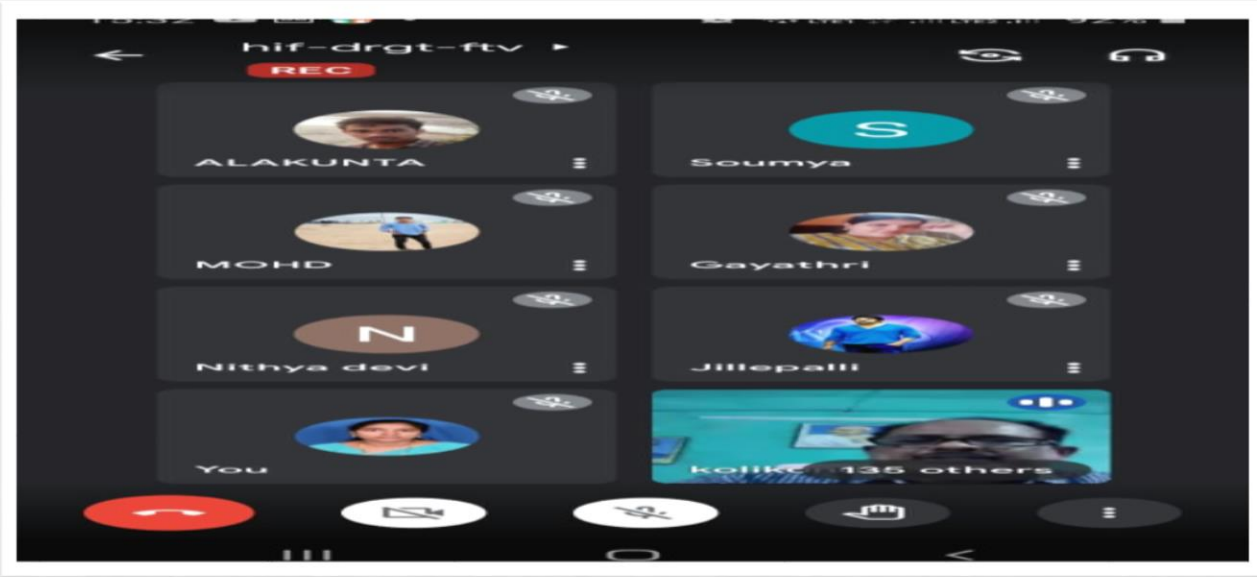 hif-drgt-ftv
REC
ALAKUNTA
S
Soumya
MOHD
Gayathri
N
Nithya devi
Jillepalli
You
135 others